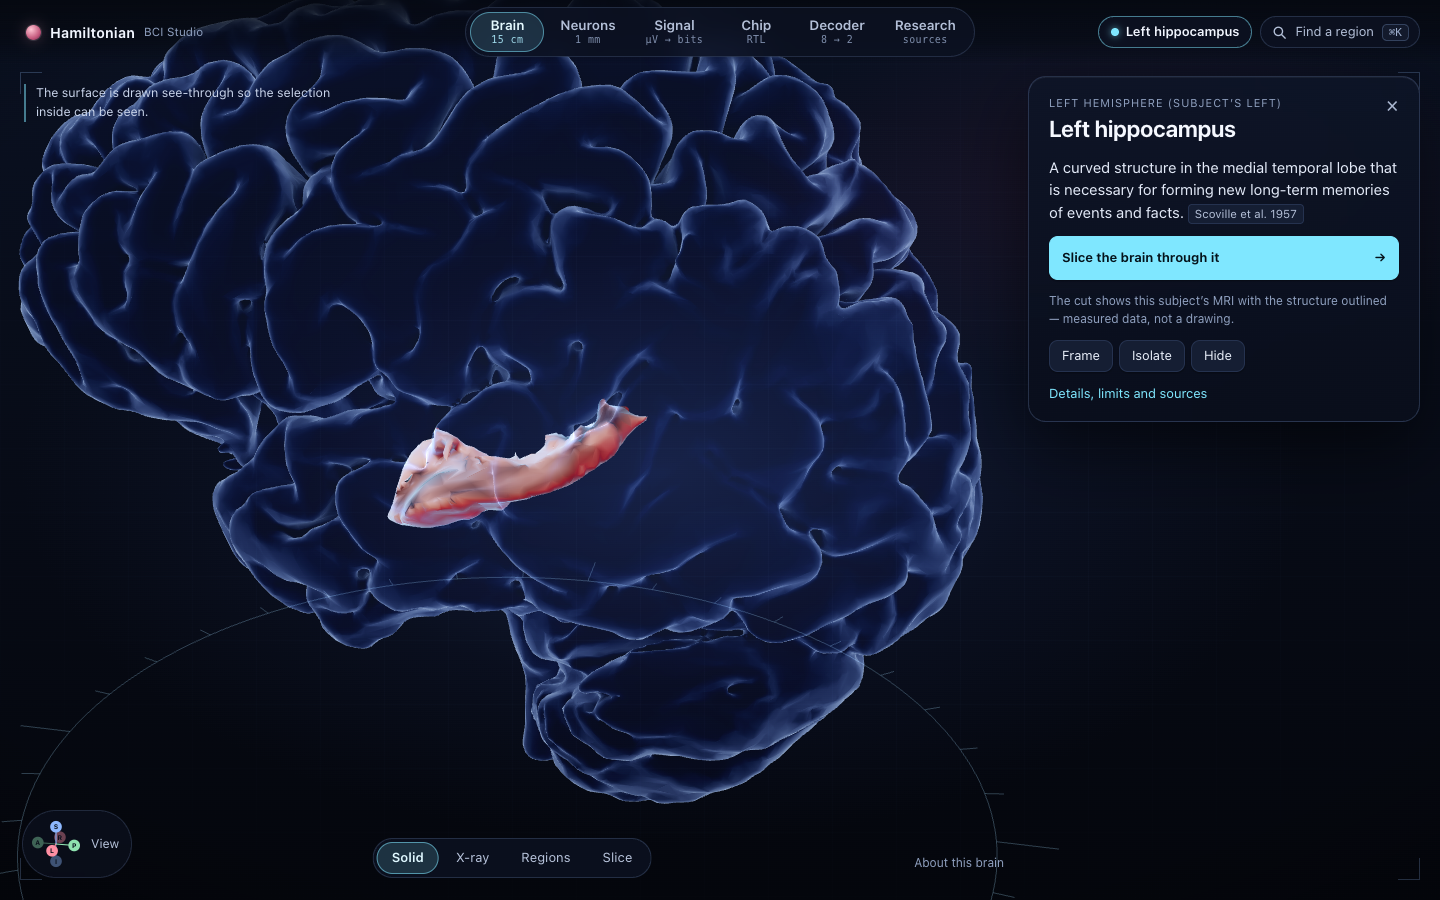 Hamiltonian BCI Studio
Brain
15 cm
Neurons
1 mm
Signal
µV → bits
Chip
RTL
Decoder
8 → 2
Research
sources
Left hippocampus
Find a region ⌘K
The surface is drawn see-through so the selection
inside can be seen.
LEFT HEMISPHERE (SUBJECT'S LEFT)
Left hippocampus
A curved structure in the medial temporal lobe that
is necessary for forming new long-term memories
of events and facts. Scoville et al. 1957
Slice the brain through it →
The cut shows this subject's MRI with the structure outlined
— measured data, not a drawing.
Frame Isolate Hide
Details, limits and sources
S
A
P
L
I
View
Solid X-ray Regions Slice
About this brain